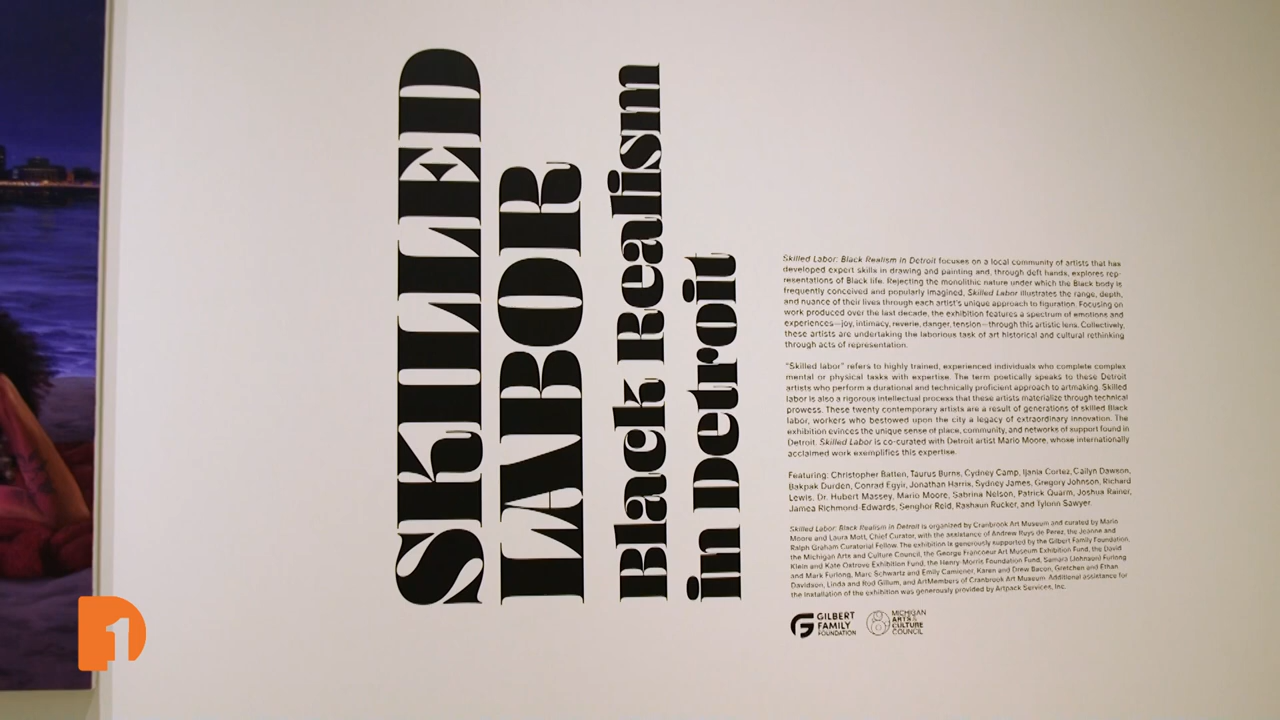 SKILLED
LABOR
Black Realism
in Detroit
Skilled Labor: Black Realism in Detroit focuses on a local community of artists that has
developed expert skills in drawing and painting and, through deft hands, explores rep-
resentations of Black life. Rejecting the monolithic nature under which the Black body is
frequently conceived and popularly imagined, Skilled Labor illustrates the range, depth,
and nuance of their lives through each artist's unique approach to figuration. Focusing on
work produced over the last decade, the exhibition features a spectrum of emotions and
experiences—joy, intimacy, reverie, danger, tension—through this artistic lens. Collectively,
these artists are undertaking the laborious task of art historical and cultural rethinking
through acts of representation.
"Skilled labor" refers to highly trained, experienced individuals who complete complex
mental or physical tasks with expertise. The term poetically speaks to these Detroit
artists who perform a durational and technically proficient approach to artmaking. Skilled
labor is also a rigorous intellectual process that these artists materialize through technical
prowess. These twenty contemporary artists are a result of generations of skilled Black
labor, workers who bestowed upon the city a legacy of extraordinary innovation. The
exhibition evinces the unique sense of place, community, and networks of support found in
Detroit. Skilled Labor is co-curated with Detroit artist Mario Moore, whose internationally
acclaimed work exemplifies this expertise.
Featuring: Christopher Batten, Taurus Burns, Cydney Camp, Ijania Cortez, Cailyn Dawson,
Bakpak Durden, Conrad Egyir, Jonathan Harris, Sydney James, Gregory Johnson, Richard
Lewis, Dr. Hubert Massey, Mario Moore, Sabrina Nelson, Patrick Quarm, Joshua Rainer,
Jamea Richmond-Edwards, Senghor Reid, Rashaun Rucker, and Tylonn Sawyer.
Skilled Labor: Black Realism in Detroit is organized by Cranbrook Art Museum and curated by Mario
Moore and Laura Mott, Chief Curator, with the assistance of Andrew Ruys de Perez, the Jeanne and
Ralph Graham Curatorial Fellow. The exhibition is generously supported by the Gilbert Family Foundation,
the Michigan Arts and Culture Council, the George Francoeur Art Museum Exhibition Fund, the David
Klein and Kate Ostrove Exhibition Fund, the Henry Morris Foundation Fund, Samara (Johnson) Furlong
and Mark Furlong, Marc Schwartz and Emily Camiener, Karen and Drew Bacon, Gretchen and Ethan
Davidson, Linda and Rod Gillum, and ArtMembers of Cranbrook Art Museum. Additional assistance for
the installation of the exhibition was generously provided by Artpack Services, Inc.
GILBERT
FAMILY
FOUNDATION
MICHIGAN
ARTS &
CULTURE
COUNCIL
D1